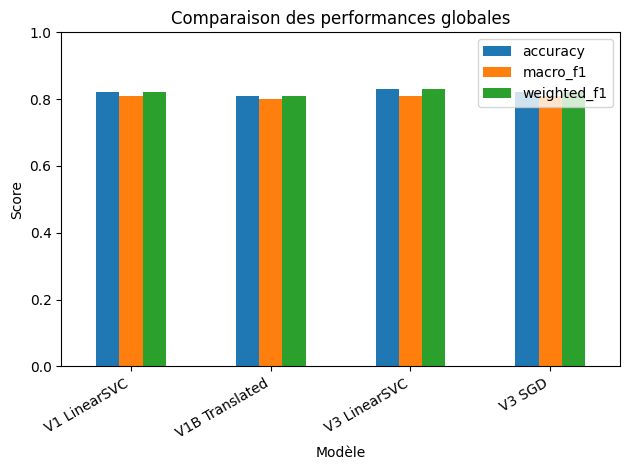 Comparaison des performances globales
1.0
0.8
0.6
0.4
0.2
0.0
Score
accuracy
macro_f1
weighted_f1
V1 LinearSVC
V1B Translated
V3 LinearSVC
V3 SGD
Modèle